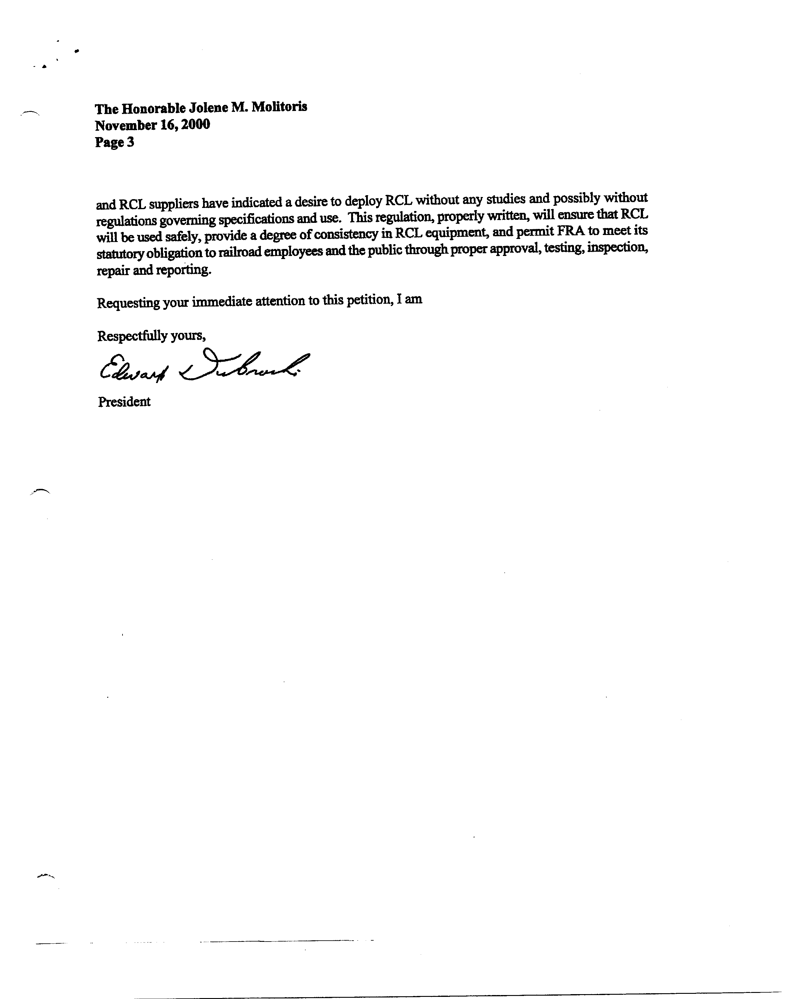 The Honorable Jolene M. Molitoris
November 16, 2000
Page 3
and RCL suppliers have indicated a desire to deploy RCL without any studies and possibly without
regulations governing specifications and use. This regulation, properly written, will ensure that RCL
will be used safely, provide a degree of consistency in RCL equipment, and permit FRA to meet its
statutory obligation to railroad employees and the public through proper approval, testing, inspection,
repair and reporting.
Requesting your immediate attention to this petition, I am
Respectfully yours,
Edward
President